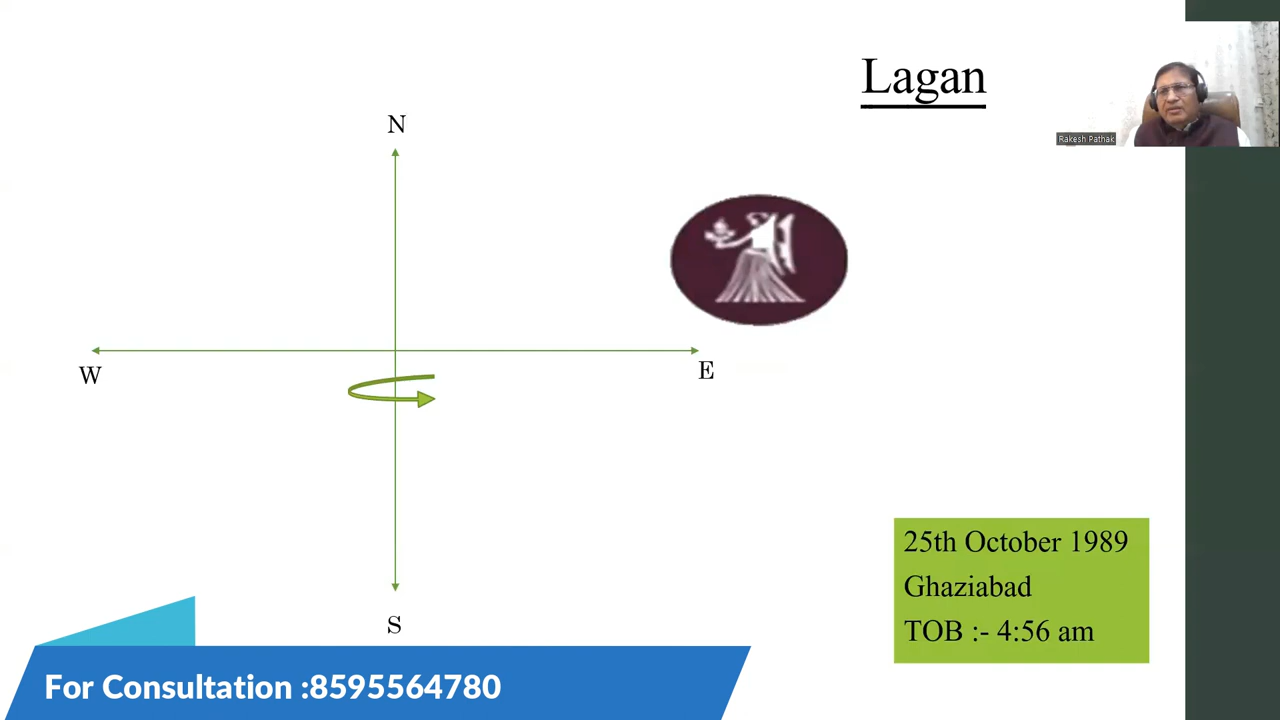 Lagan
Rakesh Pathak
N
W
E
S
25th October 1989
Ghaziabad
TOB :- 4:56 am
For Consultation :8595564780